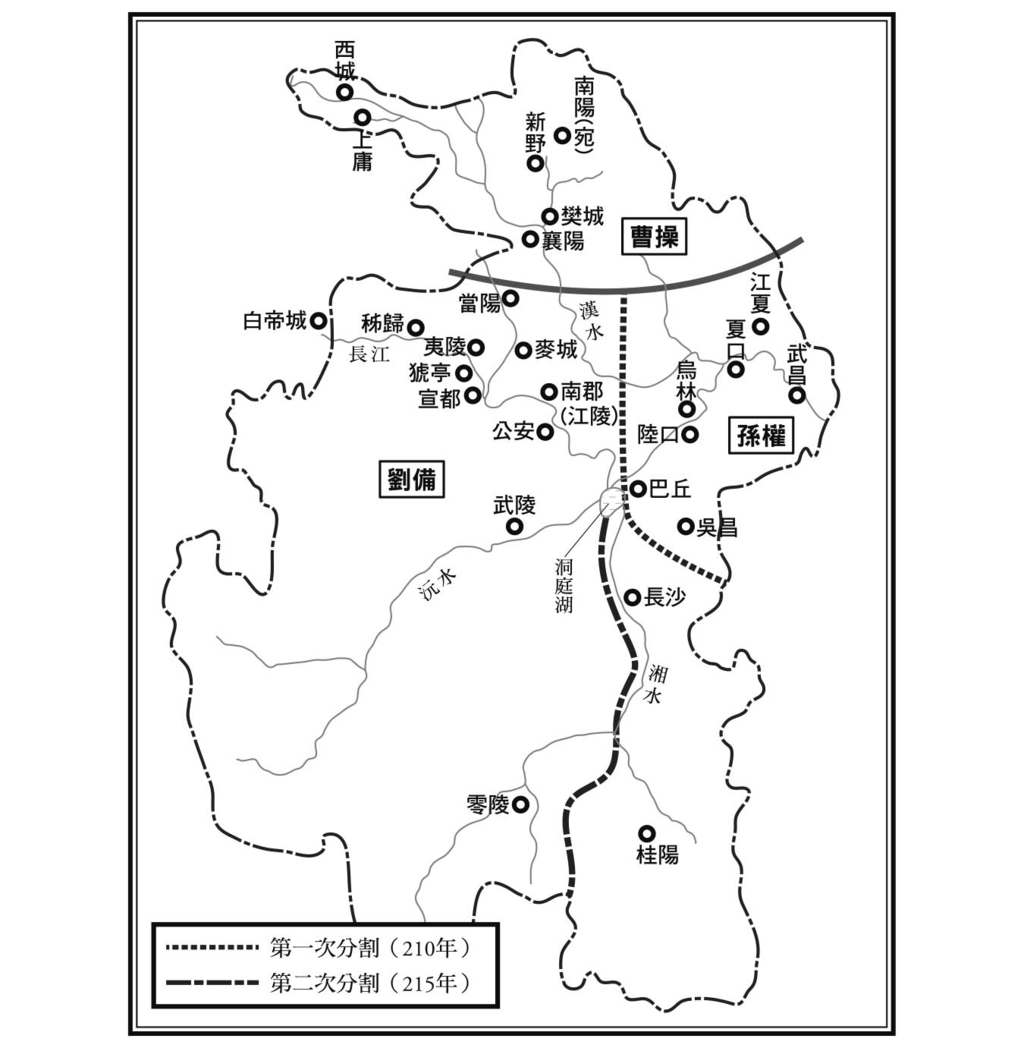 西城
上庸
南陽（宛）
新野
樊城
襄陽
曹操
當陽
漢水
江夏
白帝城
秭歸
長江
夷陵
麥城
夏口
武昌
猇亭
宣都
南郡
（江陵）
烏林
公安
陸口
孫權
劉備
武陵
巴丘
吳昌
洞庭湖
沅水
長沙
湘水
零陵
桂陽
第一次分割（210年）
第二次分割（215年）